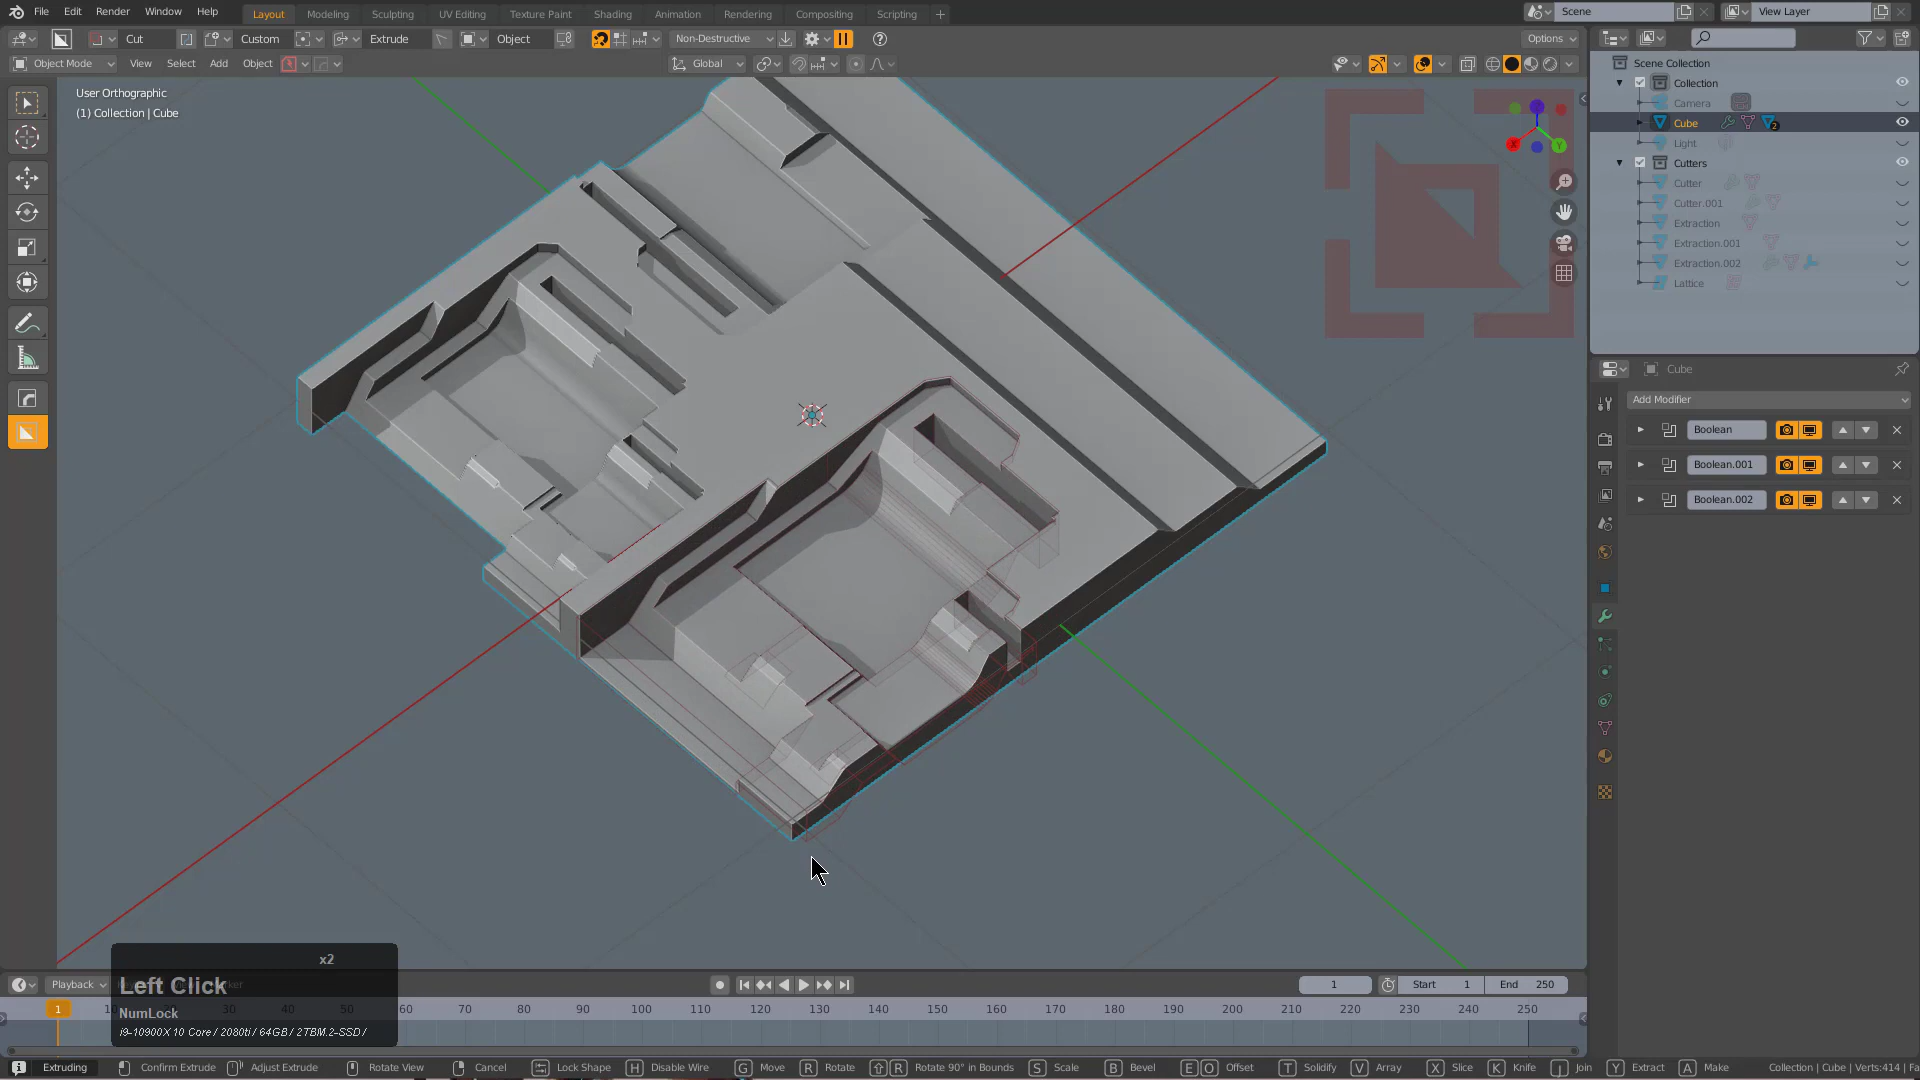 File Edit Render Window Help Layout Modeling Sculpting UV Editing Texture Paint Shading Animation Rendering Compositing Scripting + Scene View Layer
Cut Custom Extrude Object Non-Destructive Options
Object Mode View Select Add Object Global
Scene Collection
Collection
Camera
Cube 2
Light
Cutters
Cutter
Cutter.001
Extraction
Extraction.001
Extraction.002
Lattice
User Orthographic
(1) Collection | Cube
X
Y
Cube
Add Modifier
Boolean
Boolean.001
Boolean.002
x2
Left Click
NumLock
i9-10900X 10 Core / 2080ti / 64GB / 2TBM.2-SSD /
Playback 1 Start 1 End 250
1 10 20 30 40 50 60 70 80 90 100 110 120 130 140 150 160 170 180 190 200 210 220 230 240 250
Extruding Confirm Extrude Adjust Extrude Rotate View Cancel Lock Shape H Disable Wire G Move R Rotate R Rotate 90° in Bounds S Scale B Bevel E O Offset T Solidify V Array X Slice K Knife J Join Y Extract A Make Collection | Cube | Verts:414 | Fa